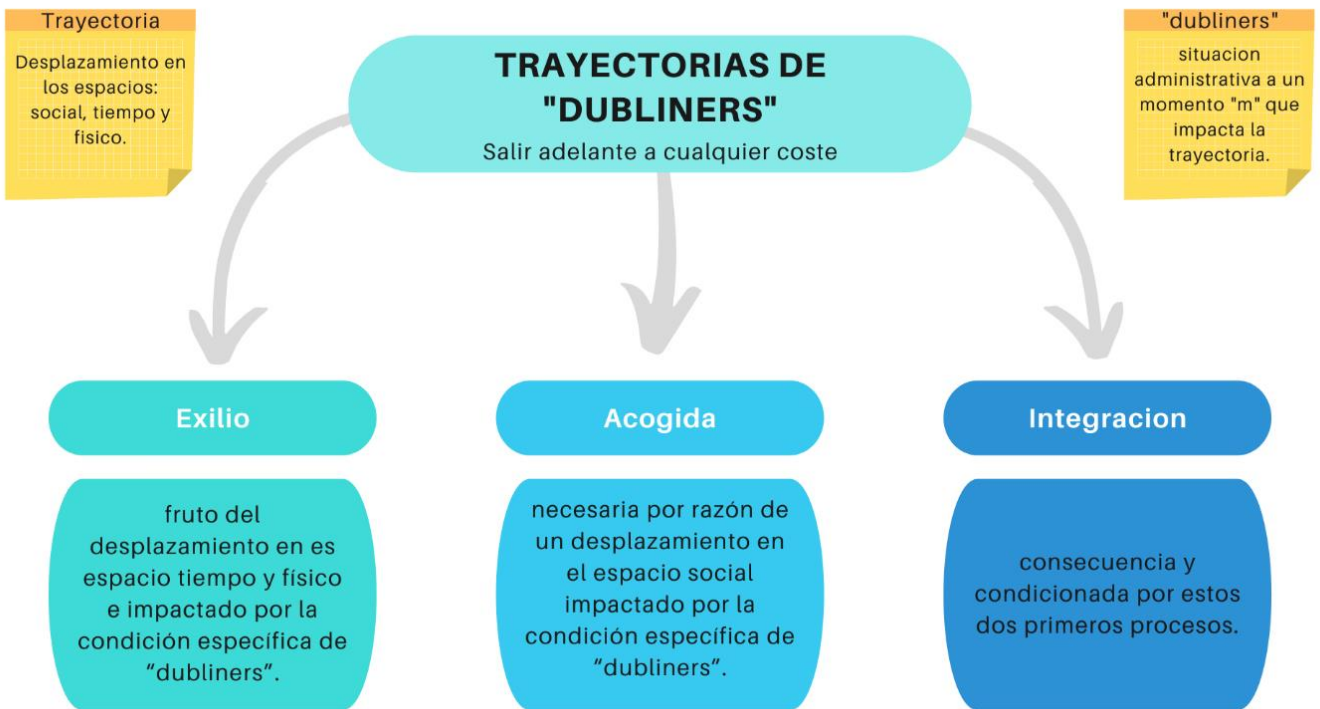 Trayectoria
Desplazamiento en
los espacios:
social, tiempo y
fisico.
TRAYECTORIAS DE
"DUBLINERS"
Salir adelante a cualquier coste
"dubliners"
situacion
administrativa a un
momento "m" que
impacta la
trayectoria.
Exilio
fruto del
desplazamiento en es
espacio tiempo y físico
e impactado por la
condición específica de
“dubliners”.
Acogida
necesaria por razón de
un desplazamiento en
el espacio social
impactado por la
condición específica de
“dubliners”.
Integracion
consecuencia y
condicionada por estos
dos primeros procesos.